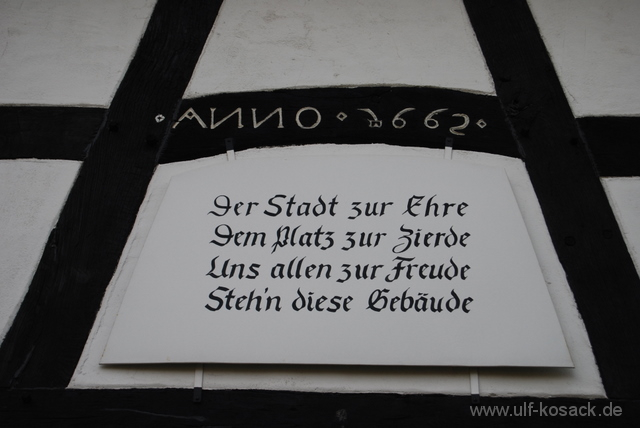 · ANNO · 1662 ·
Der Stadt zur Ehre
Dem Platz zur Zierde
Uns allen zur Freude
Steh'n diese Gebäude
www.ulf-kosack.de